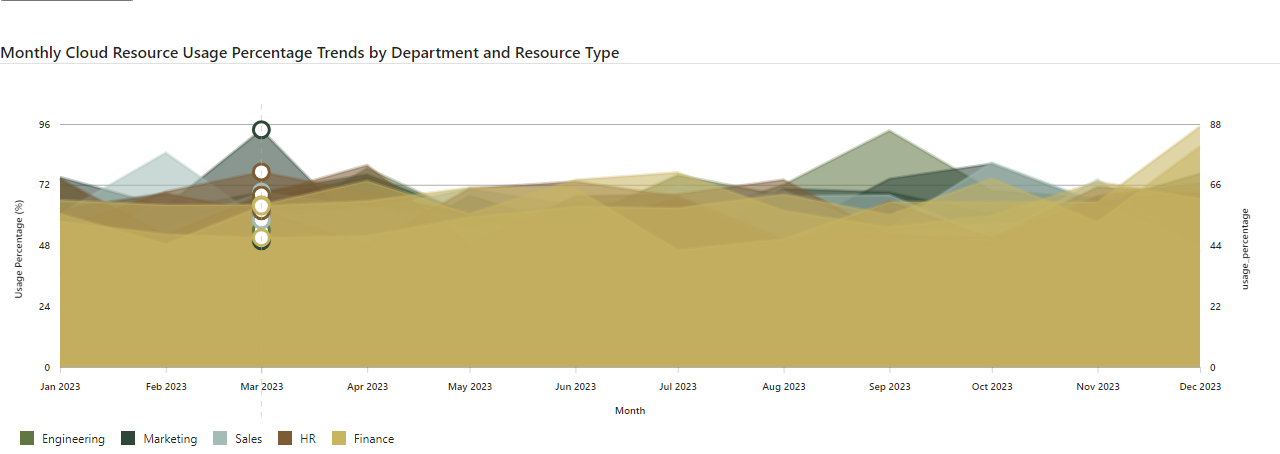 Monthly Cloud Resource Usage Percentage Trends by Department and Resource Type
96
72
48
24
0
Usage Percentage (%)
88
66
44
22
0
usage_percentage
Jan 2023 Feb 2023 Mar 2023 Apr 2023 May 2023 Jun 2023 Jul 2023 Aug 2023 Sep 2023 Oct 2023 Nov 2023 Dec 2023
Month
Engineering Marketing Sales HR Finance